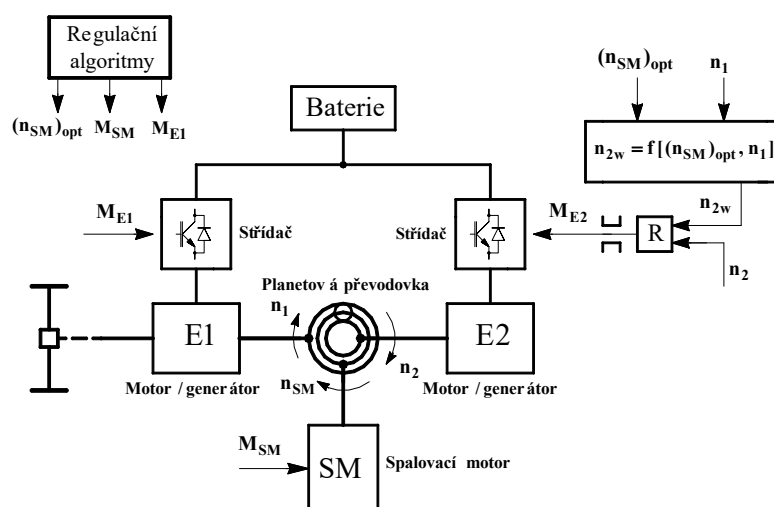 Regulační
algoritmy
(n_SM)_opt M_SM M_E1
Baterie
(n_SM)_opt n_1
n_2w = f [(n_SM)_opt , n_1]
n_2w
M_E1
Střídač
Střídač
M_E2
R
n_2
Planetov á převodovka
n_1
E1
E2
n_2
n_SM
Motor / generátor
Motor / generátor
M_SM
SM
Spalovací motor